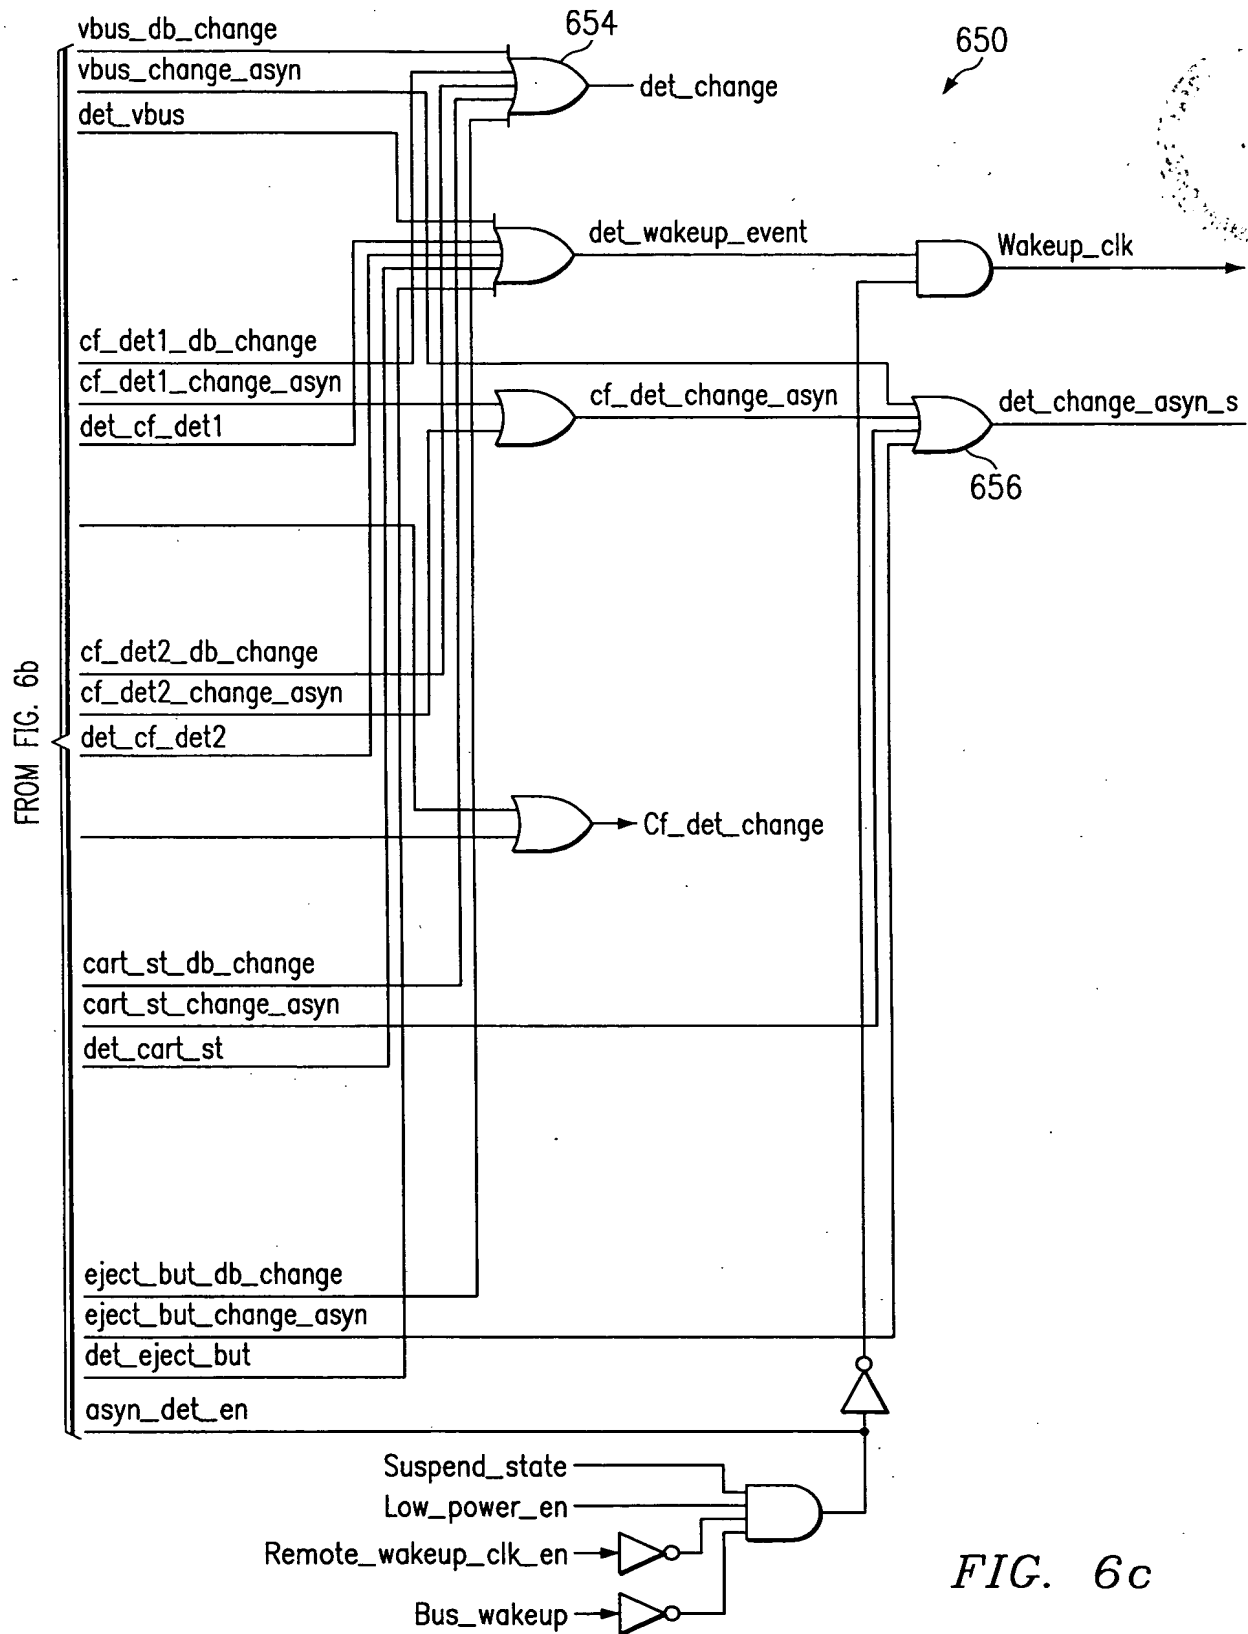 vbus_db_change
654
650
vbus_change_asyn
det_change
det_vbus
det_wakeup_event
Wakeup_clk
cf_det1_db_change
cf_det1_change_asyn
cf_det_change_asyn
det_change_asyn_s
det_cf_det1
656
cf_det2_db_change
cf_det2_change_asyn
det_cf_det2
FROM FIG. 6b
Cf_det_change
cart_st_db_change
cart_st_change_asyn
det_cart_st
eject_but_db_change
eject_but_change_asyn
det_eject_but
asyn_det_en
Suspend_state
Low_power_en
Remote_wakeup_clk_en
Bus_wakeup
FIG. 6c